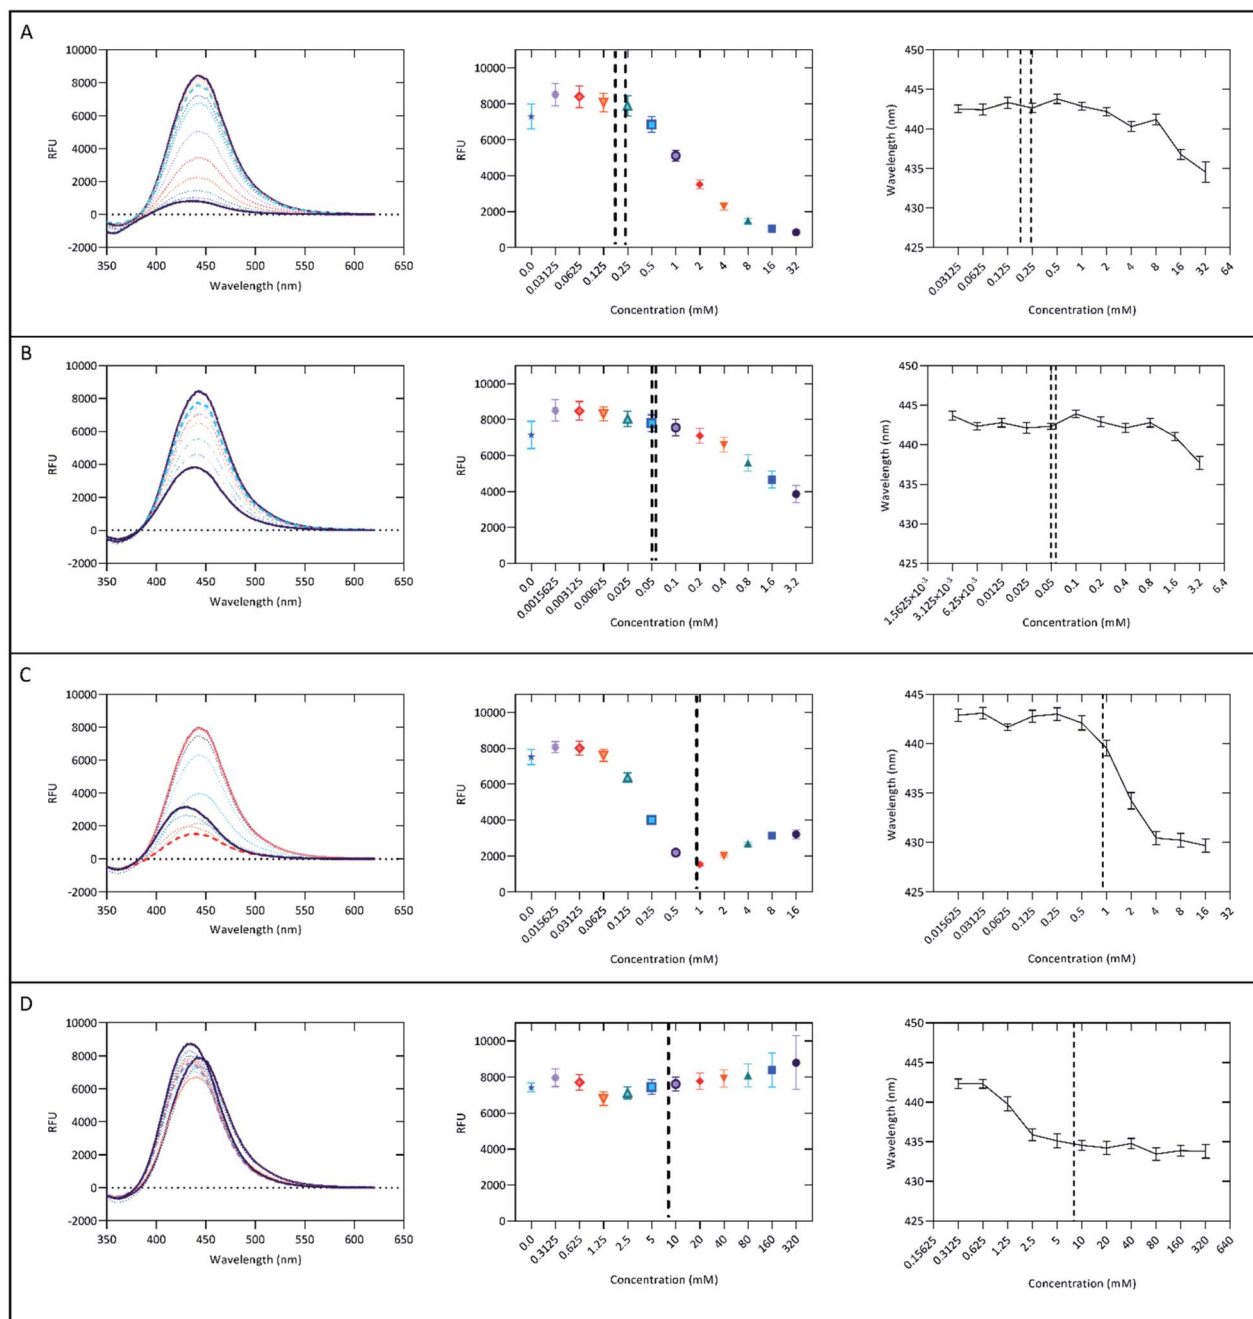 A
10000
8000
6000
4000
2000
0
-2000
RFU
350 400 450 500 550 600 650
Wavelength (nm)
10000
8000
6000
4000
2000
0
RFU
0.0 0.03125 0.0625 0.125 0.25 0.5 1 2 4 8 16 32
Concentration (mM)
450
445
440
435
430
425
Wavelength (nm)
0.03125 0.0625 0.125 0.25 0.5 1 2 4 8 16 32 64
Concentration (mM)
B
10000
8000
6000
4000
2000
0
-2000
RFU
350 400 450 500 550 600 650
Wavelength (nm)
10000
8000
6000
4000
2000
0
RFU
0.0 0.0015625 0.003125 0.00625 0.025 0.05 0.1 0.2 0.4 0.8 1.6 3.2
Concentration (mM)
450
445
440
435
430
425
Wavelength (nm)
1.5625×10⁻³ 3.125×10⁻³ 6.25×10⁻³ 0.0125 0.025 0.05 0.1 0.2 0.4 0.8 1.6 3.2 6.4
Concentration (mM)
C
10000
8000
6000
4000
2000
0
-2000
RFU
350 400 450 500 550 600 650
Wavelength (nm)
10000
8000
6000
4000
2000
0
RFU
0.0 0.015625 0.03125 0.0625 0.125 0.25 0.5 1 2 4 8 16
Concentration (mM)
445
440
435
430
425
Wavelength (nm)
0.015625 0.03125 0.0625 0.125 0.25 0.5 1 2 4 8 16 32
Concentration (mM)
D
10000
8000
6000
4000
2000
0
-2000
RFU
350 400 450 500 550 600 650
Wavelength (nm)
10000
8000
6000
4000
2000
0
RFU
0.0 0.3125 0.625 1.25 2.5 5 10 20 40 80 160 320
Concentration (mM)
450
445
440
435
430
425
Wavelength (nm)
0.15625 0.3125 0.625 1.25 2.5 5 10 20 40 80 160 320 640
Concentration (mM)